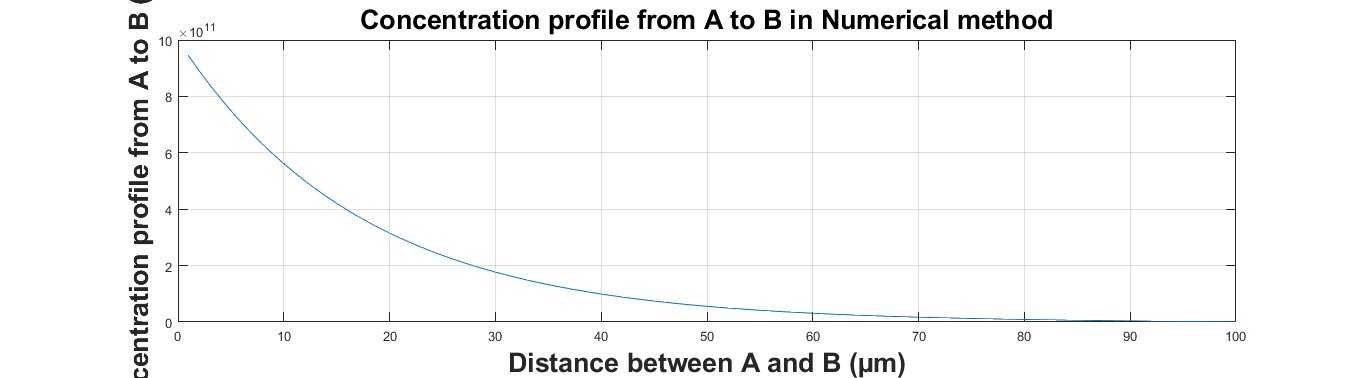 Concentration profile from A to B in Numerical method
×10¹¹
10
8
6
4
2
0
profile from A to B
0 10 20 30 40 50 60 70 80 90 100
Distance between A and B (μm)